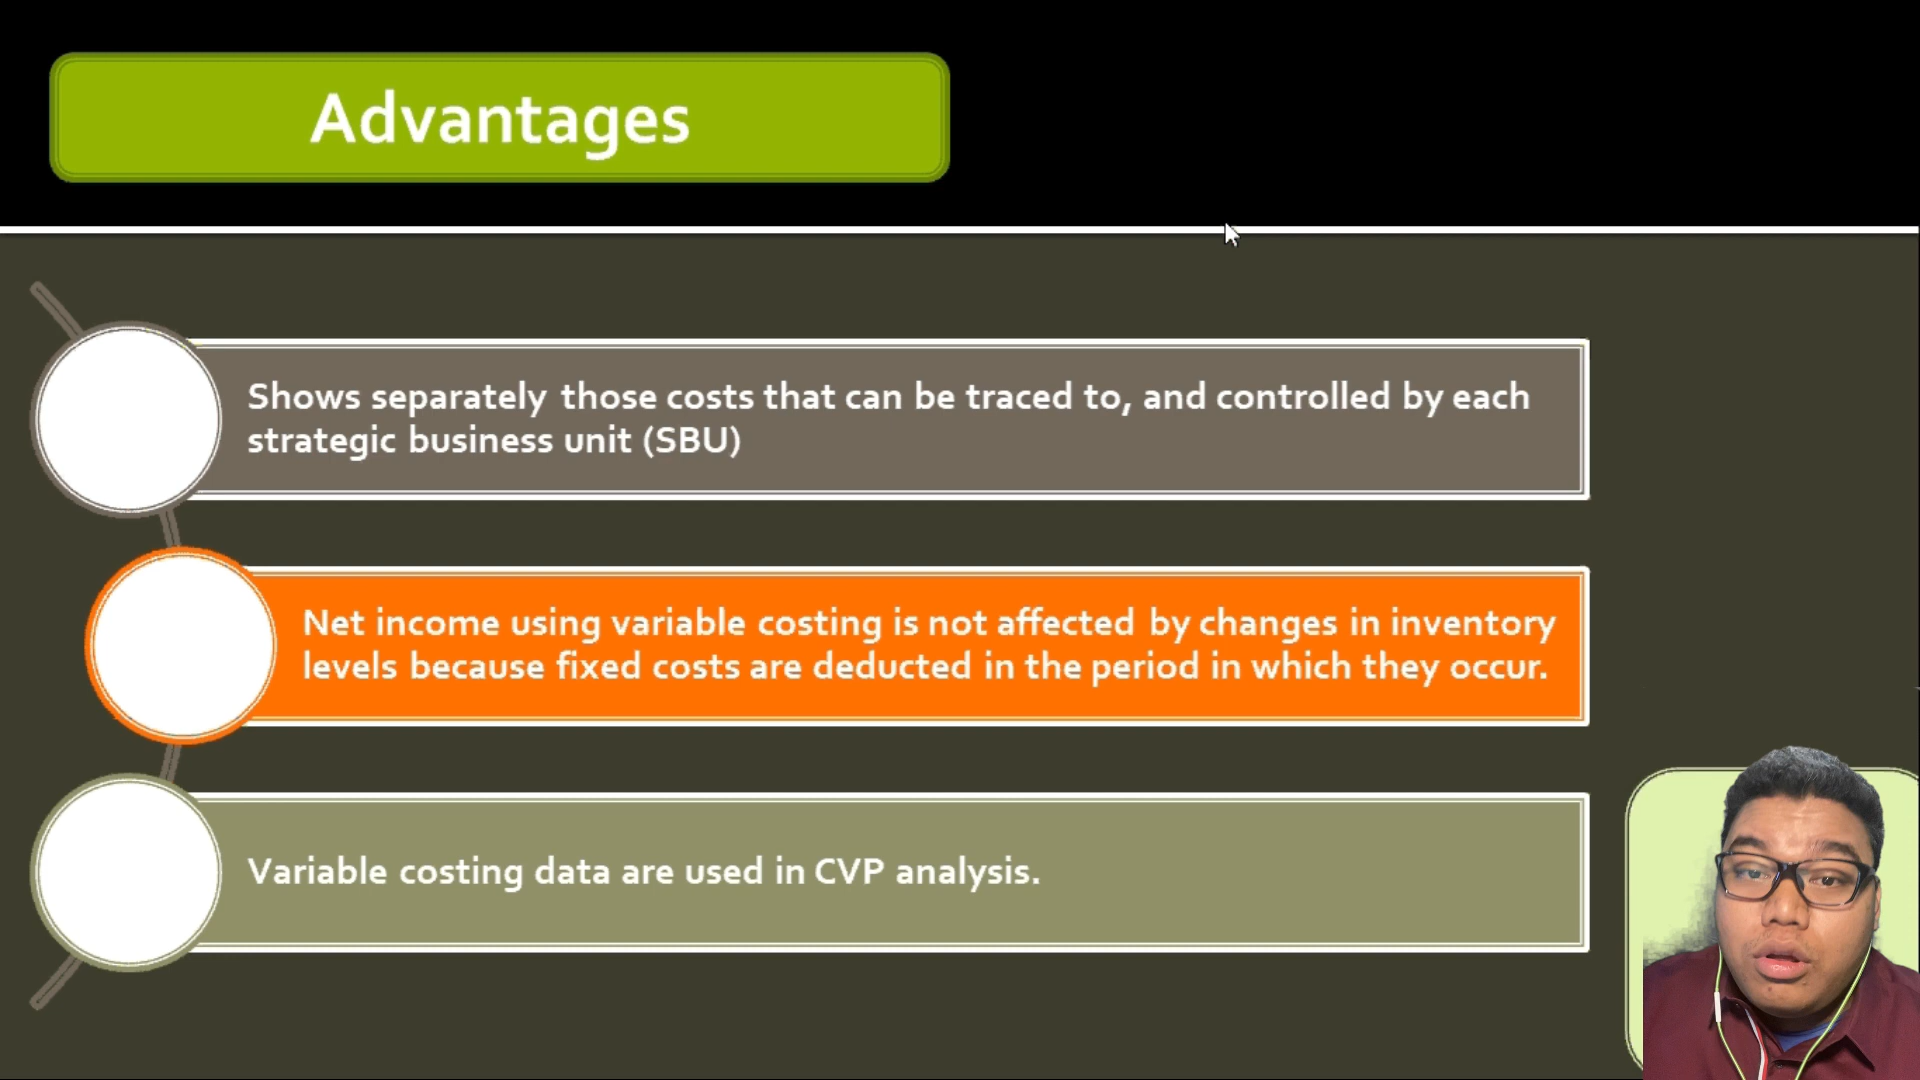 Advantages
Shows separately those costs that can be traced to, and controlled by each
strategic business unit (SBU)
Net income using variable costing is not affected by changes in inventory
levels because fixed costs are deducted in the period in which they occur.
Variable costing data are used in CVP analysis.